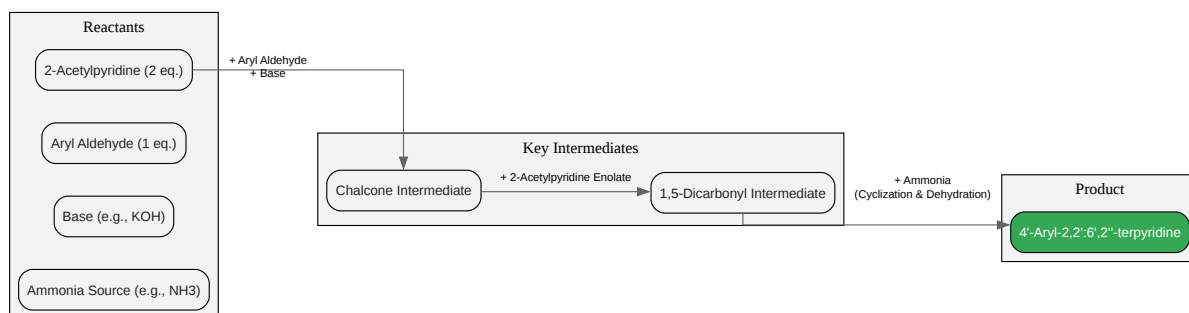 Reactants
2-Acetylpyridine (2 eq.)
Aryl Aldehyde (1 eq.)
Base (e.g., KOH)
Ammonia Source (e.g., NH3)
+ Aryl Aldehyde
+ Base
Key Intermediates
Chalcone Intermediate
+ 2-Acetylpyridine Enolate
1,5-Dicarbonyl Intermediate
+ Ammonia
(Cyclization & Dehydration)
Product
4'-Aryl-2,2':6',2''-terpyridine